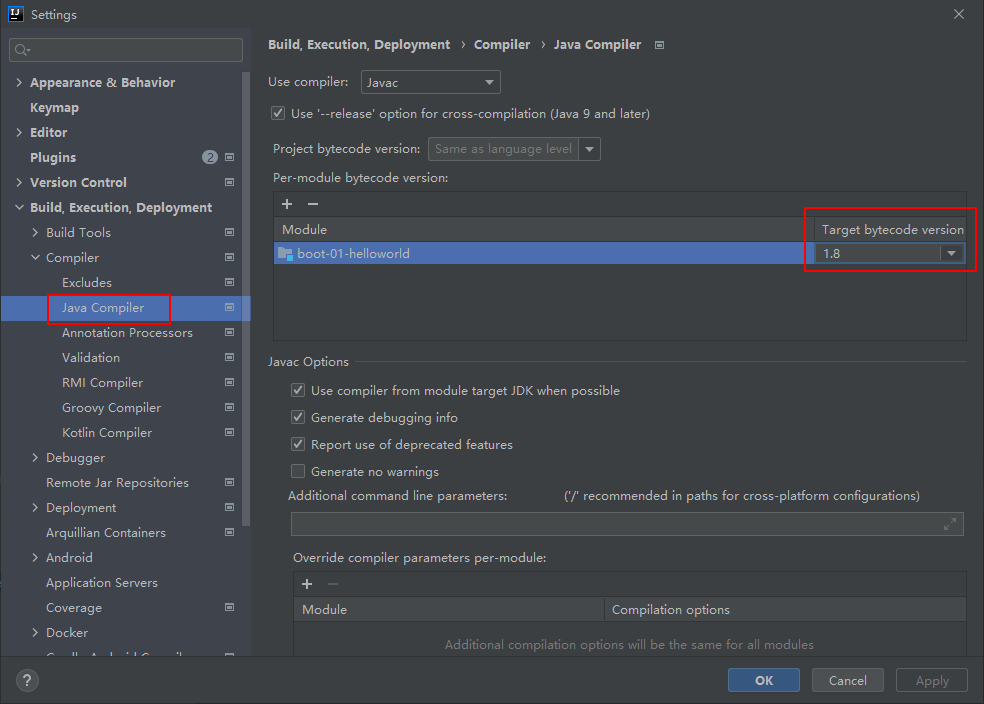 IJ Settings
Appearance & Behavior
Keymap
Editor
Plugins 2
Version Control
Build, Execution, Deployment
Build Tools
Compiler
Excludes
Java Compiler
Annotation Processors
Validation
RMI Compiler
Groovy Compiler
Kotlin Compiler
Debugger
Remote Jar Repositories
Deployment
Arquillian Containers
Android
Application Servers
Coverage
Docker
Build, Execution, Deployment › Compiler › Java Compiler
Use compiler: Javac
Use '--release' option for cross-compilation (Java 9 and later)
Project bytecode version: Same as language level
Per-module bytecode version:
Module Target bytecode version
boot-01-helloworld 1.8
Javac Options
Use compiler from module target JDK when possible
Generate debugging info
Report use of deprecated features
Generate no warnings
Additional command line parameters: ('/' recommended in paths for cross-platform configurations)
Override compiler parameters per-module:
Module Compilation options
Additional compilation options will be the same for all modules
? OK Cancel Apply